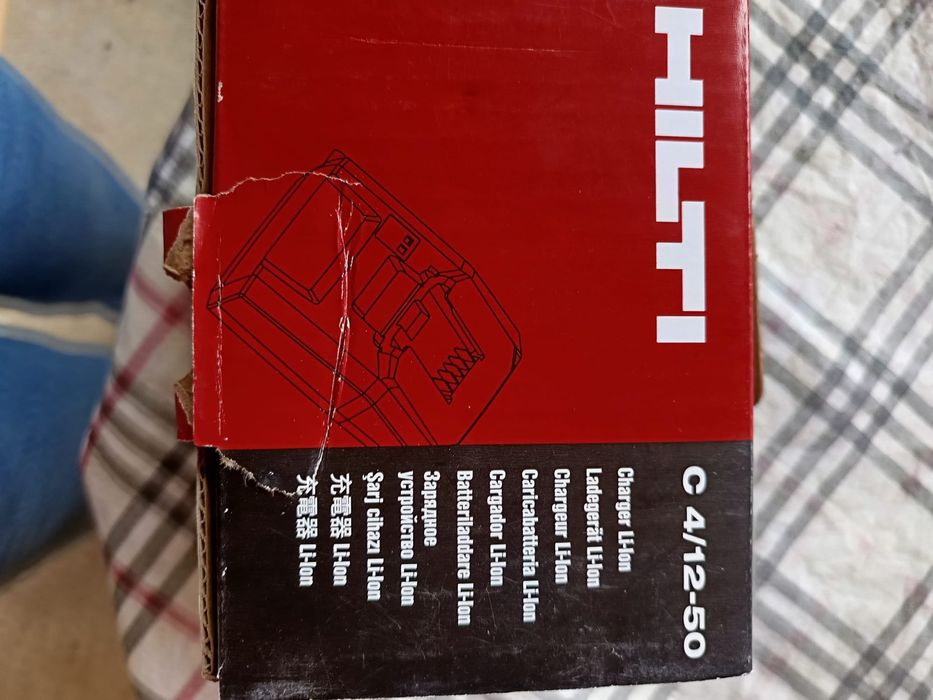 HILTI
C 4/12-50
Charger Li-Ion
Ladegerät Li-Ion
Chargeur Li-Ion
Caricabatteria Li-Ion
Cargador Li-Ion
Batteriladdare Li-Ion
Зарядное
устройство Li-Ion
Şarj cihazı Li-Ion
充電器 Li-Ion
充電器 Li-Ion